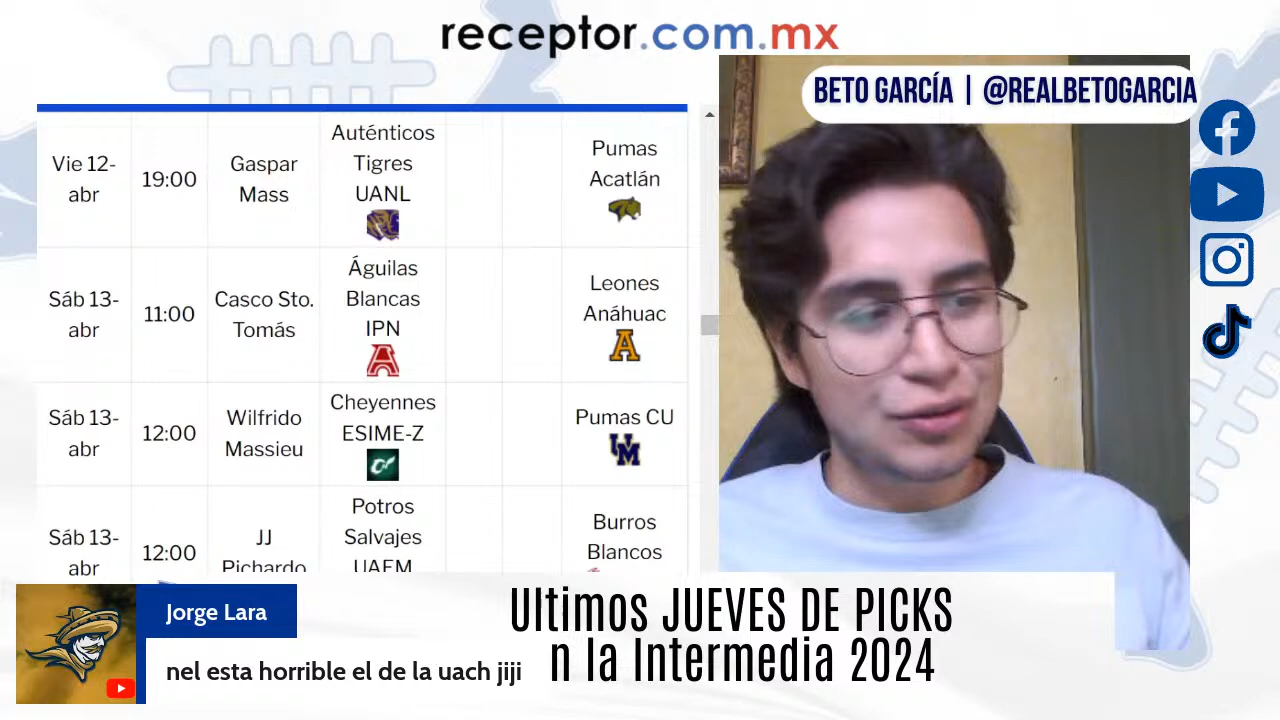 receptor.com.mx
BETO GARCÍA | @REALBETOGARCIA
Vie 12-
abr
19:00
Gaspar
Mass
Auténticos
Tigres
UANL
Pumas
Acatlán
Sáb 13-
abr
11:00
Casco Sto.
Tomás
Águilas
Blancas
IPN
Leones
Anáhuac
Sáb 13-
abr
12:00
Wilfrido
Massieu
Cheyennes
ESIME-Z
Pumas CU
Sáb 13-
abr
12:00
JJ
Pichardo
Potros
Salvajes
UAEM
Burros
Blancos
Jorge Lara
nel esta horrible el de la uach jiji
Ultimos JUEVES DE PICKS
n la Intermedia 2024